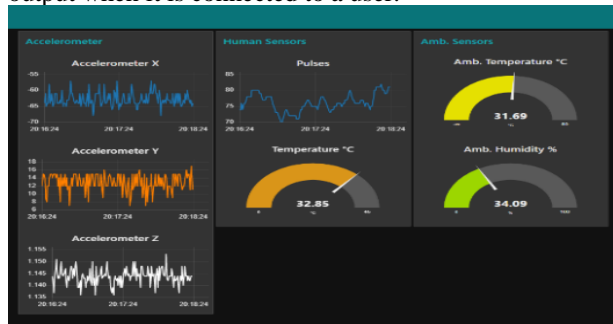 output when it is connected to a user.
Accelerometer
Accelerometer X
-55
-60
-65
-70
20:16:24 20:17:24 20:18:24
Accelerometer Y
18
16
14
12
10
8
6
20:16:24 20:17:24 20:18:24
Accelerometer Z
1.155
1.150
1.145
1.140
1.135
20:16:24 20:17:24 20:18:24
Human Sensors
Pulses
85
80
75
70
20:16:24 20:17:24 20:18:24
Temperature °C
32.85
Amb. Sensors
Amb. Temperature °C
31.69
Amb. Humidity %
34.09
%
100